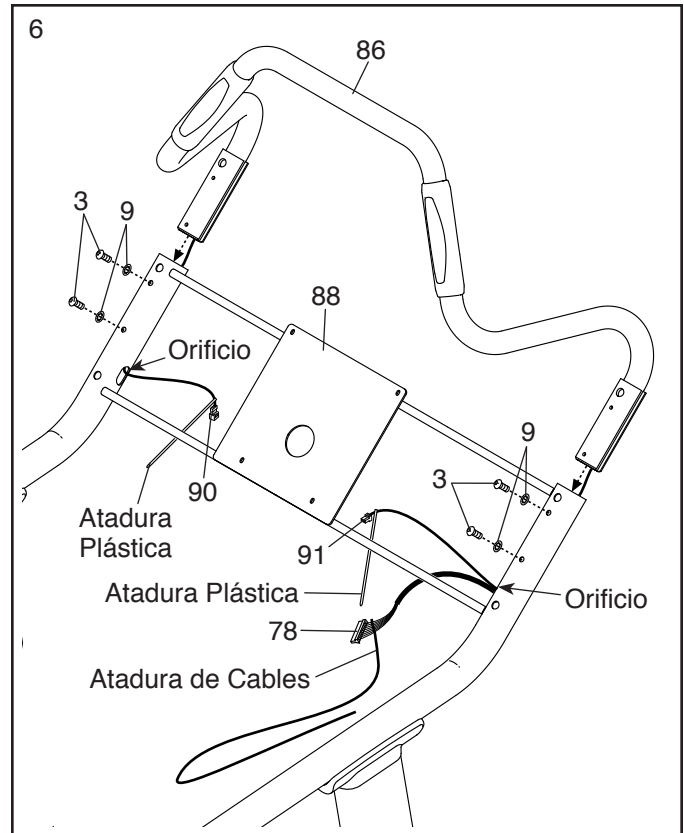 6
86
3
9
88
Orificio
90
9
3
Atadura
Plástica
91
Atadura Plástica
Orificio
78
Atadura de Cables